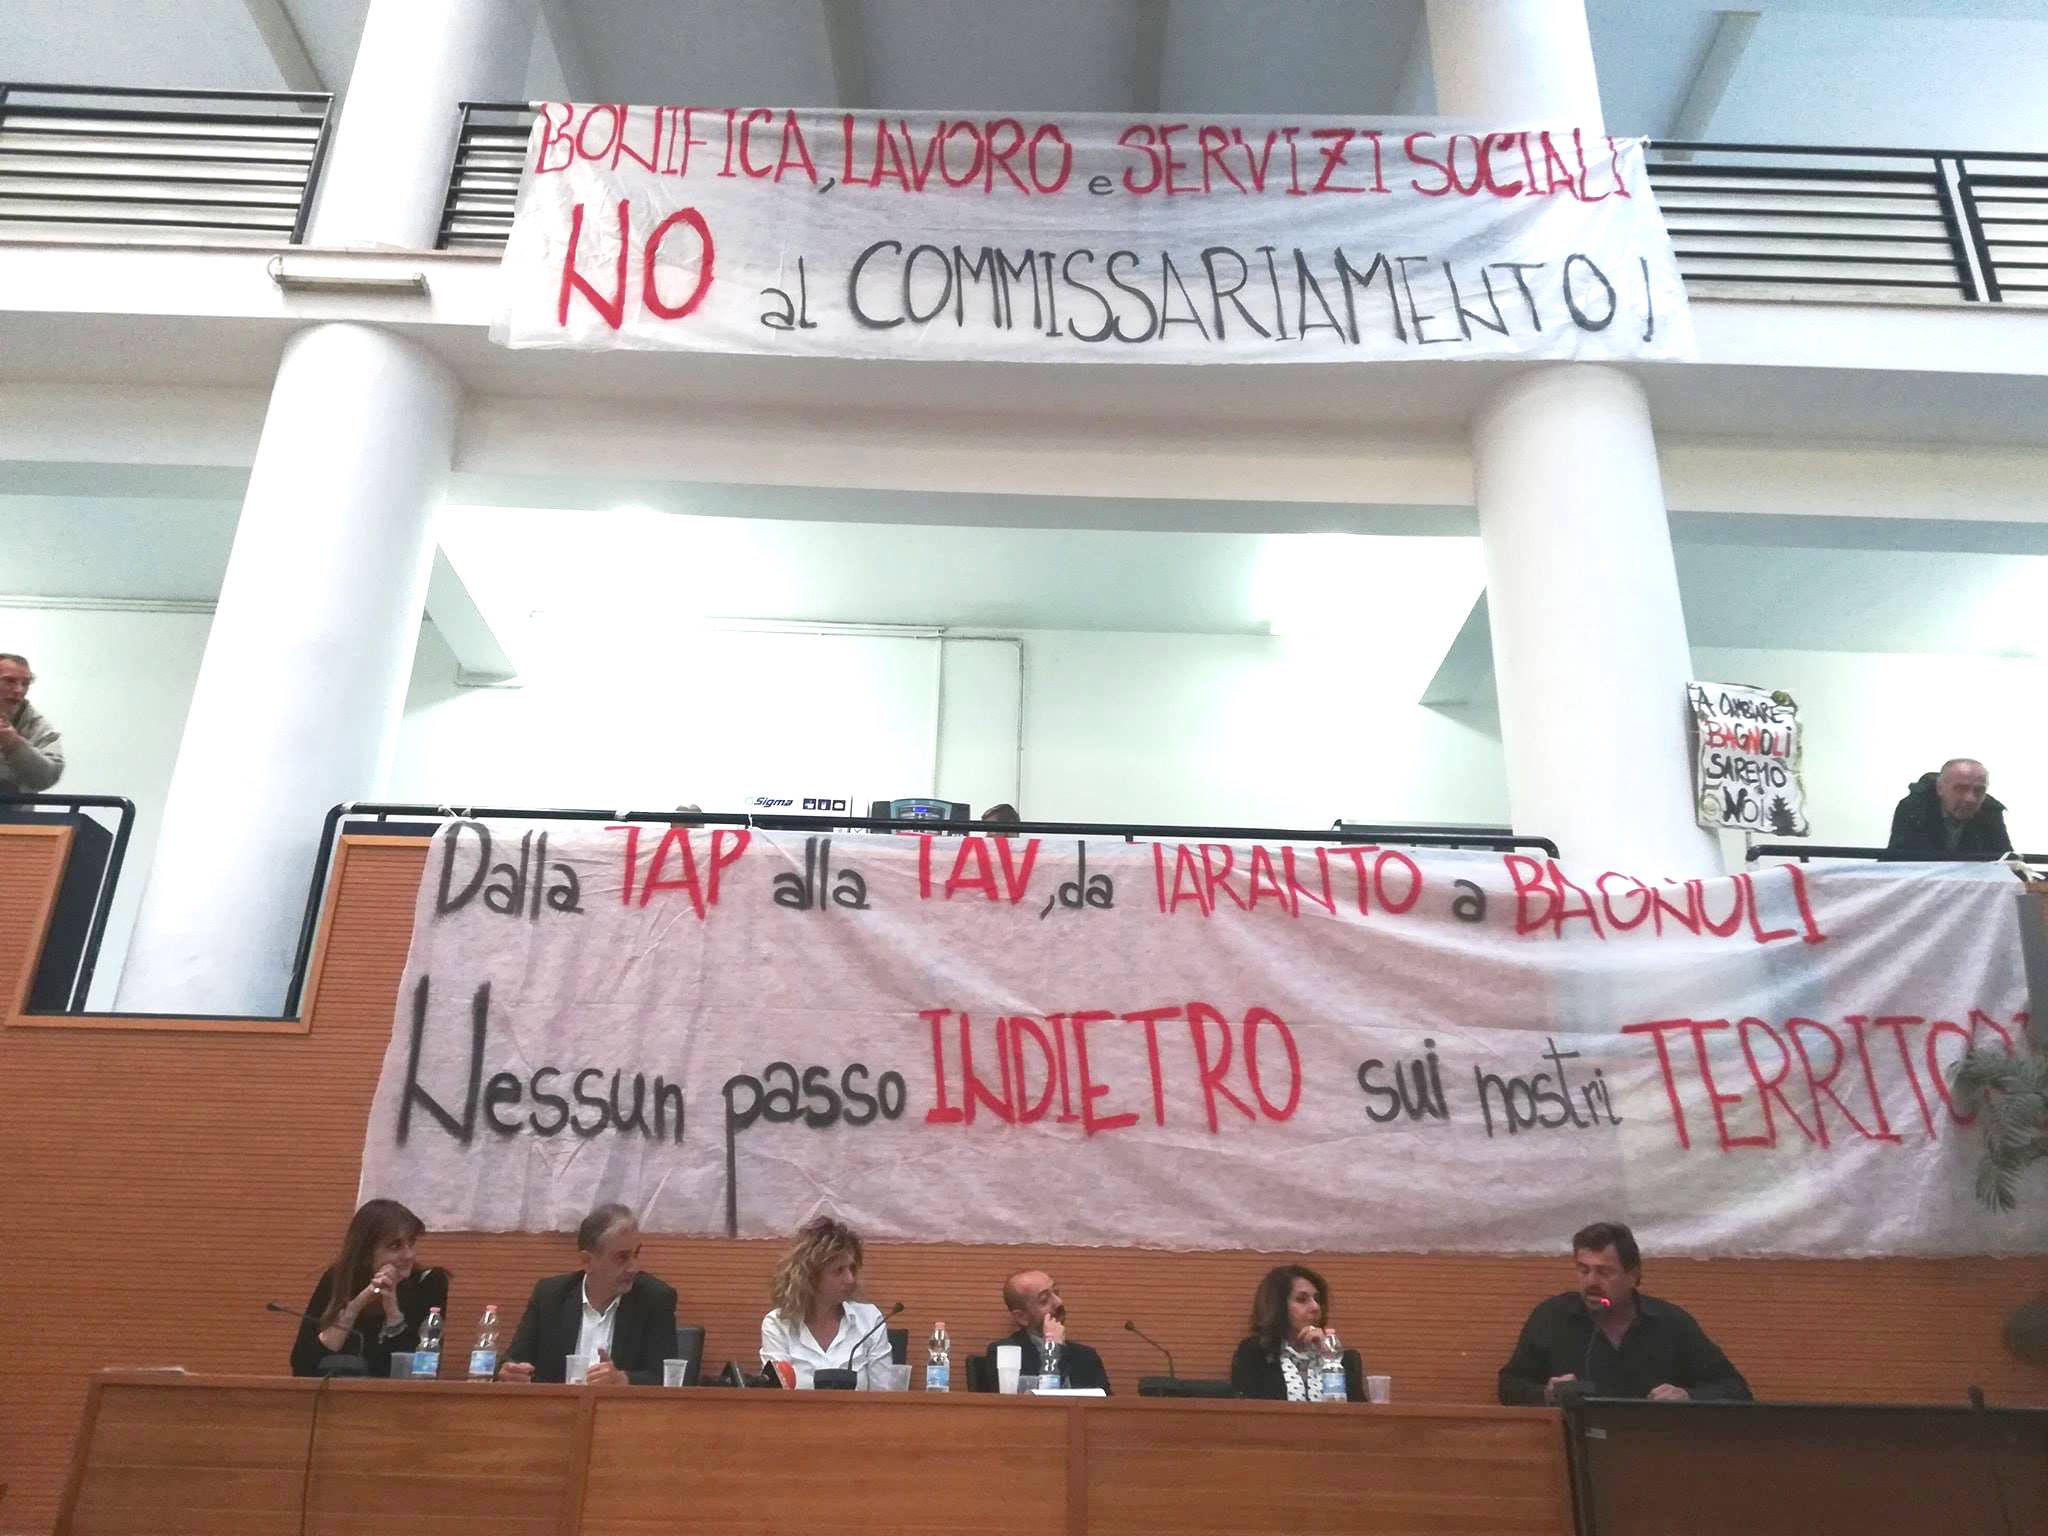 BONIFICA, LAVORO e SERVIZI SOCIALI
NO al COMMISSARIAMENTO!
Sigma
A CAMBIARE
BAGNOLI
SAREMO
NOI
Dalla TAP alla TAV, da TARANTO a BAGNOLI
Nessun passo INDIETRO sui nostri TERRITORI